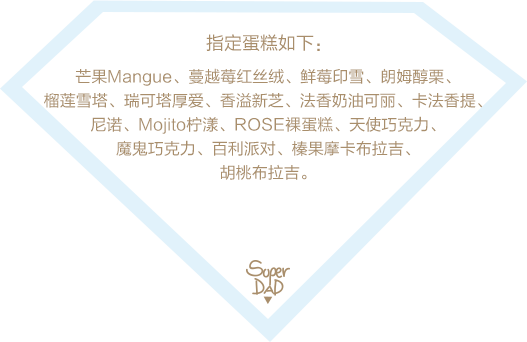 指定蛋糕如下：
芒果Mangue、蔓越莓红丝绒、鲜莓印雪、朗姆醇栗、
榴莲雪塔、瑞可塔厚爱、香溢新芝、法香奶油可丽、卡法香提、
尼诺、Mojito柠漾、ROSE裸蛋糕、天使巧克力、
魔鬼巧克力、百利派对、榛果摩卡布拉吉、
胡桃布拉吉。
Super
DAD